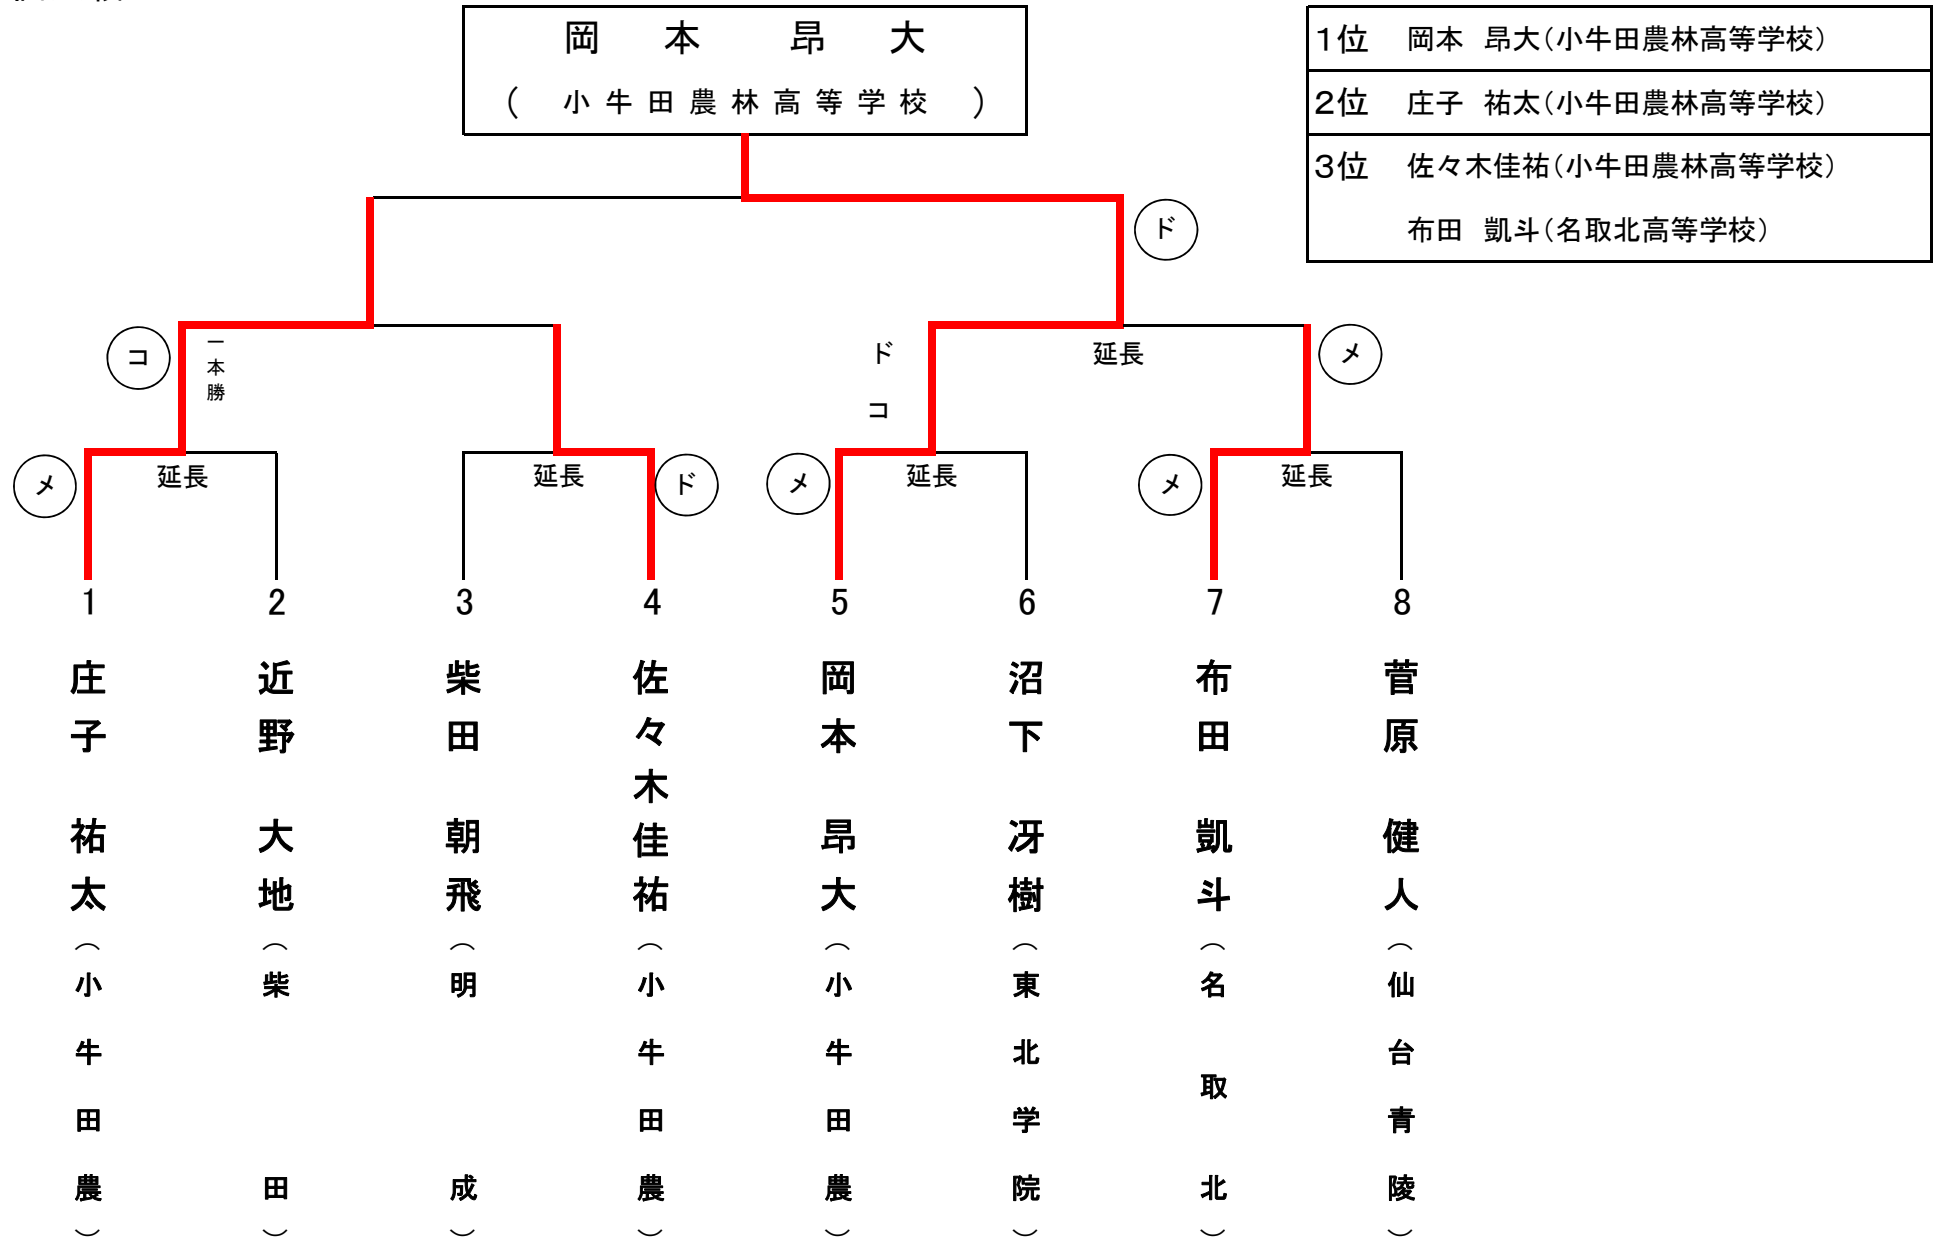 岡本 昂大
( 小牛田農林高等学校 )
1位 岡本 昂大(小牛田農林高等学校)
2位 庄子 祐太(小牛田農林高等学校)
3位 佐々木佳祐(小牛田農林高等学校)
布田 凱斗(名取北高等学校)
ド
コ
一本勝
ド
コ
延長
メ
メ
延長
延長
ド
メ
延長
メ
延長
1
2
3
4
5
6
7
8
庄子 祐太(小牛田農)
近野 大地(柴田)
柴田 朝飛(明成)
佐々木佳祐(小牛田農)
岡本 昂大(小牛田農)
沼下 冴樹(東北学院)
布田 凱斗(名取北)
菅原 健人(仙台青陵)